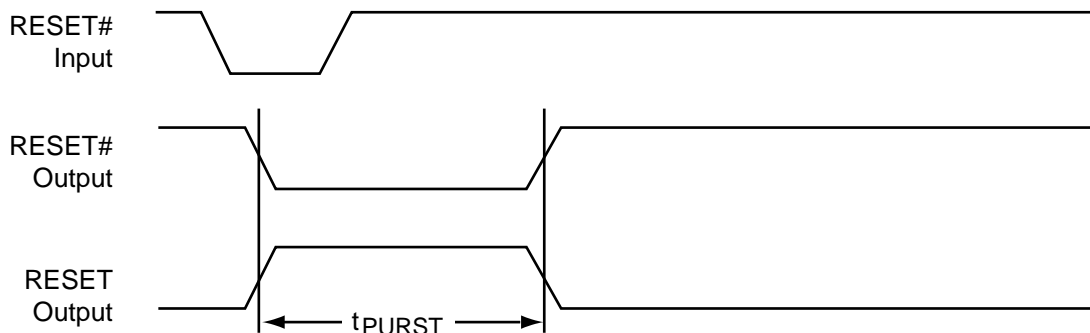 RESET#
Input
RESET#
Output
RESET
Output
tPURST